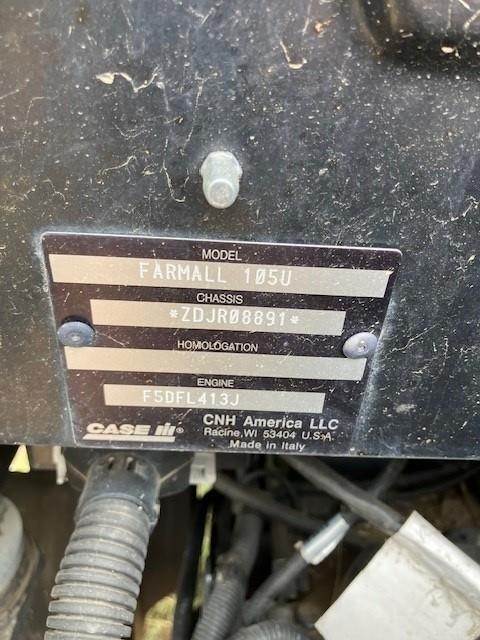 MODEL
FARMALL 105U
CHASSIS
*ZDJR08891*
HOMOLOGATION
ENGINE
F5DFL413J
CASE IH®
CNH America LLC
Racine,WI 53404 U.S.A.
Made in Italy